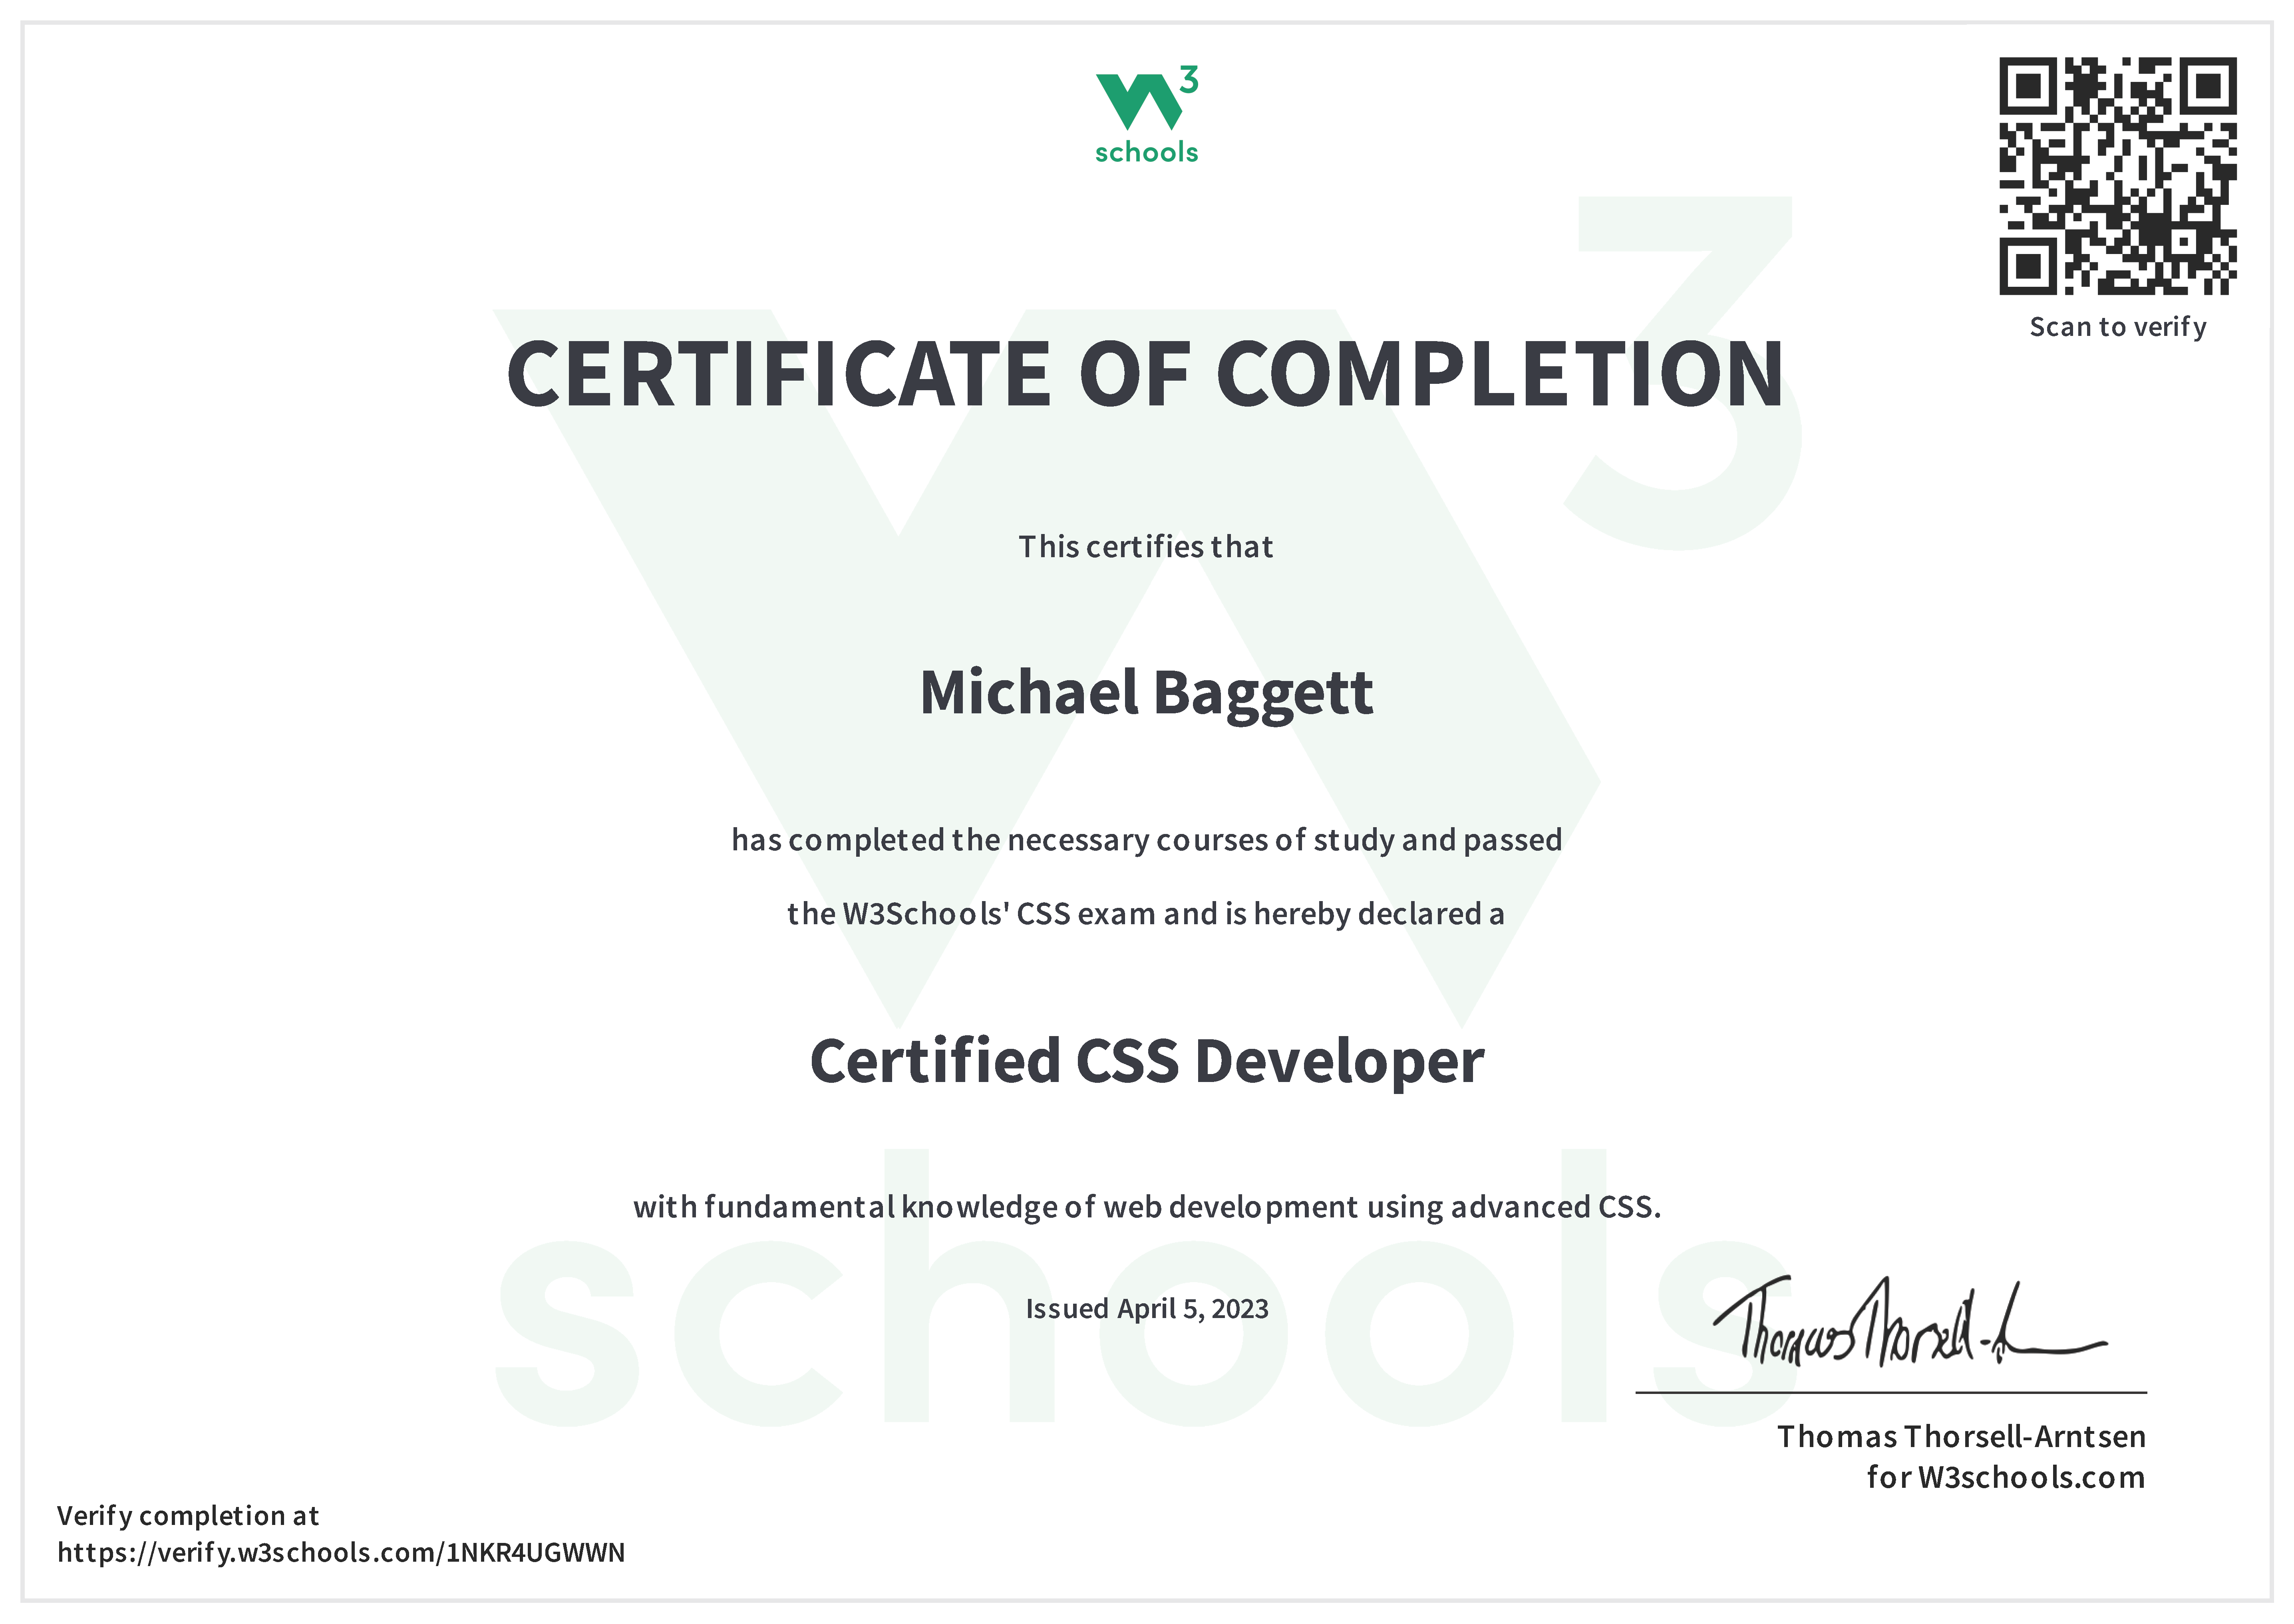 W3
schools
Scan to verify
CERTIFICATE OF COMPLETION
This certifies that
Michael Baggett
has completed the necessary courses of study and passed
the W3Schools' CSS exam and is hereby declared a
Certified CSS Developer
with fundamental knowledge of web development using advanced CSS.
Issued April 5, 2023
Thomas Thorsell-A
Thomas Thorsell-Arntsen
for W3schools.com
Verify completion at
https://verify.w3schools.com/1NKR4UGWWN
W3
schools